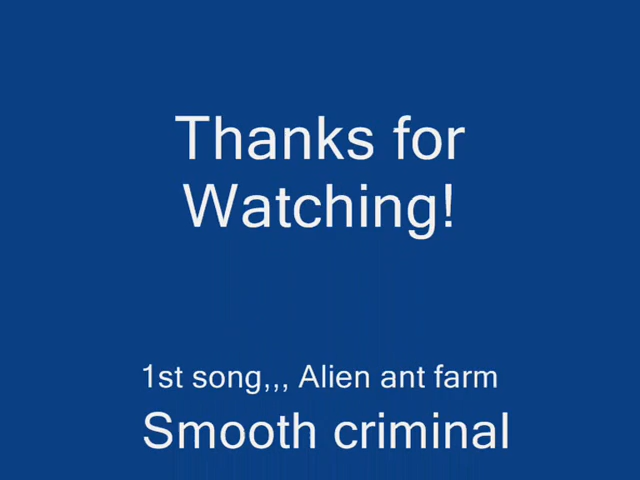 Thanks for
Watching!
1st song,,, Alien ant farm
Smooth criminal